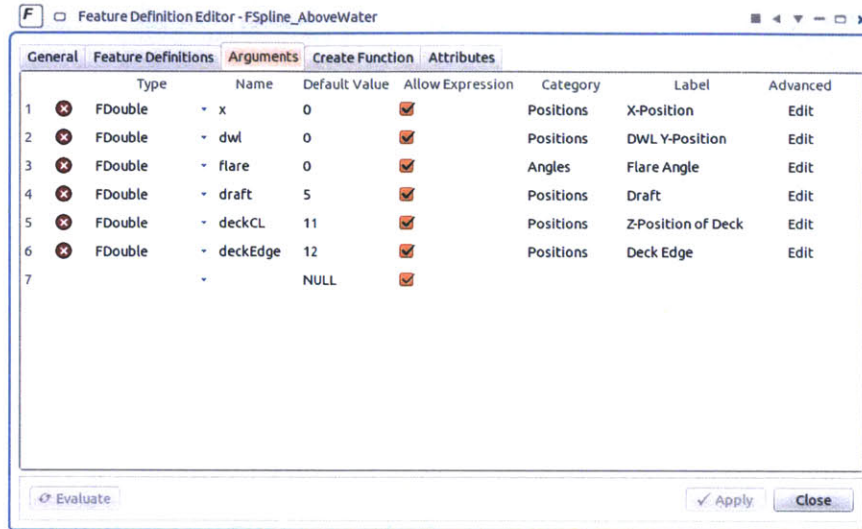 F Feature Definition Editor - FSpline_AboveWater
General Feature Definitions Arguments Create Function Attributes
Type Name Default Value Allow Expression Category Label Advanced
1 FDouble x 0 Positions X-Position Edit
2 FDouble dwl 0 Positions DWL Y-Position Edit
3 FDouble flare 0 Angles Flare Angle Edit
4 FDouble draft 5 Positions Draft Edit
5 FDouble deckCL 11 Positions Z-Position of Deck Edit
6 FDouble deckEdge 12 Positions Deck Edge Edit
7 NULL
Evaluate Apply Close